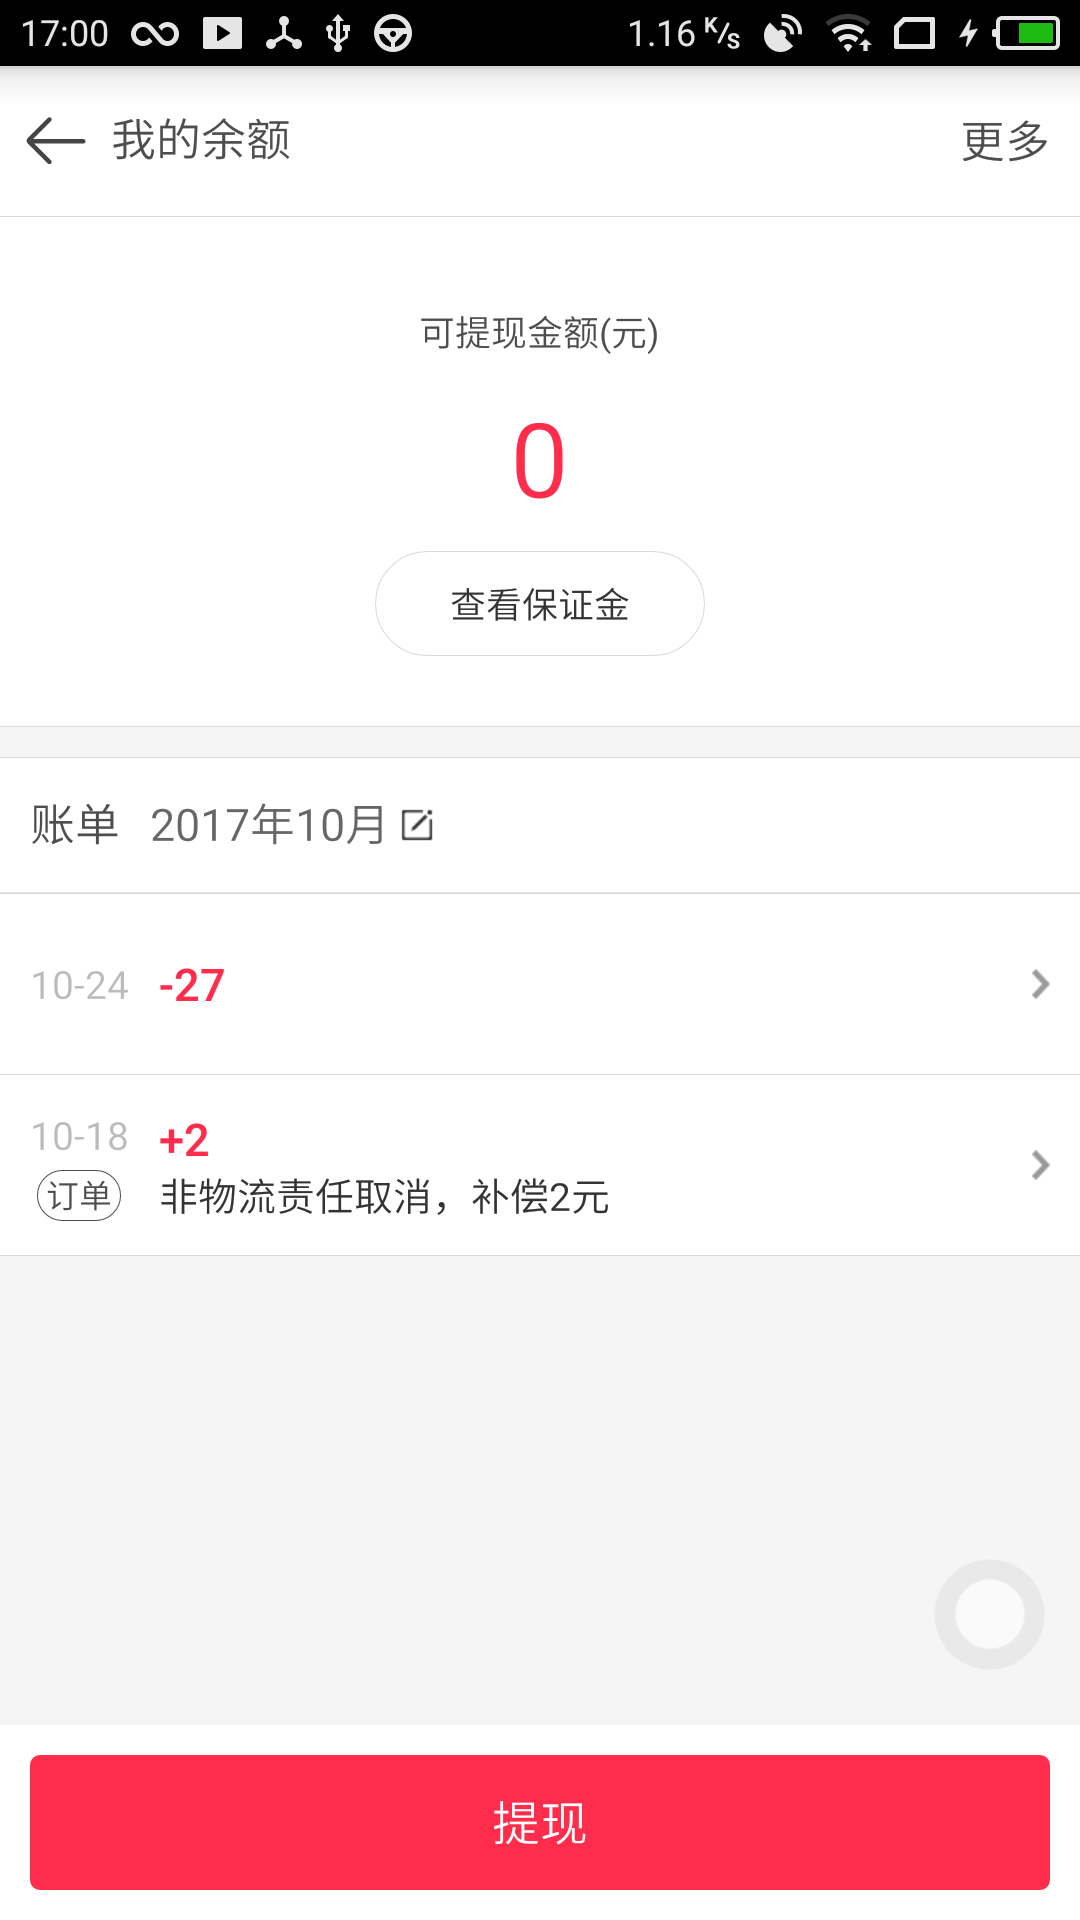 17:00 1.16 K/s
我的余额 更多
可提现金额(元)
0
查看保证金
账单 2017年10月
10-24 -27
10-18 +2
订单 非物流责任取消，补偿2元
提现